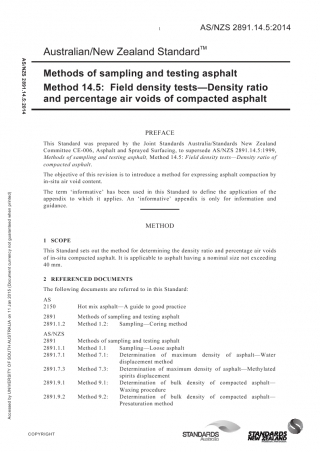 1
AS/NZS 2891.14.5:2014
AS/NZS 2891.14.5:2014
Australian/New Zealand Standard™
Methods of sampling and testing asphalt
Method 14.5: Field density tests—Density ratio
and percentage air voids of compacted asphalt
PREFACE
This Standard was prepared by the Joint Standards Australia/Standards New Zealand
Committee CE-006, Asphalt and Sprayed Surfacing, to supersede AS/NZS 2891.14.5:1999,
Methods of sampling and testing asphalt, Method 14.5: Field density tests—Density ratio of
compacted asphalt.
The objective of this revision is to introduce a method for expressing asphalt compaction by
in-situ air void content.
The term ‘informative’ has been used in this Standard to define the application of the
appendix to which it applies. An ‘informative’ appendix is only for information and
guidance.
METHOD
1 SCOPE
This Standard sets out the method for determining the density ratio and percentage air voids
of in-situ compacted asphalt. It is applicable to asphalt having a nominal size not exceeding
40 mm.
2 REFERENCED DOCUMENTS
The following documents are referred to in this Standard:
AS
2150 Hot mix asphalt—A guide to good practice
2891 Methods of sampling and testing asphalt
2891.1.2 Method 1.2: Sampling—Coring method
AS/NZS
2891 Methods of sampling and testing asphalt
2891.1.1 Method 1.1 Sampling—Loose asphalt
2891.7.1 Method 7.1: Determination of maximum density of asphalt—Water
displacement method
2891.7.3 Method 7.3: Determination of maximum density of asphalt—Methylated
spirits displacement method
2891.9.1 Method 9.1: Determination of bulk density of compacted asphalt—
Waxing procedure
2891.9.2 Method 9.2: Determination of bulk density of compacted asphalt—
Presaturation method
Accessed by UNIVERSITY OF SOUTH AUSTRALIA on 11 Jan 2015 (Document currency not guaranteed when printed)
COPYRIGHT
STANDARDS
Australia
STANDARDS
NEW ZEALAND